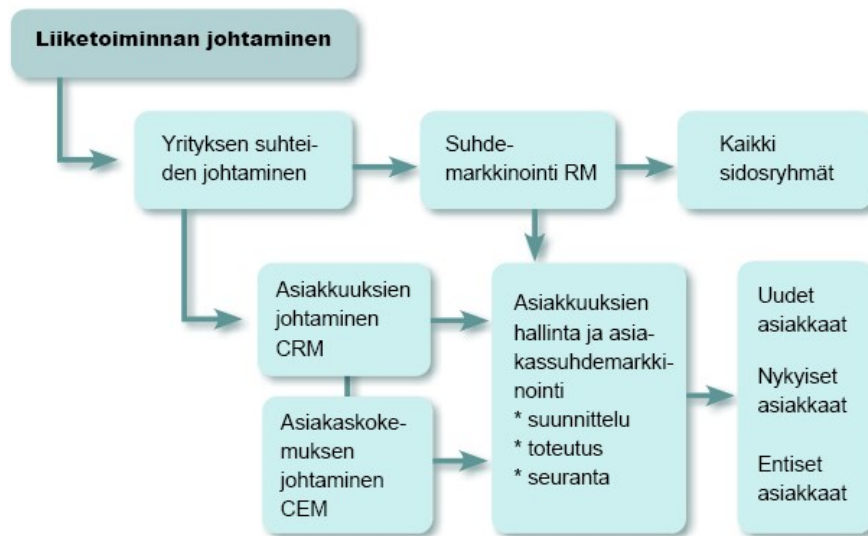 Liiketoiminnan johtaminen
Yrityksen suhtei-
den johtaminen
Suhde-
markkinointi RM
Kaikki
sidosryhmät
Asiakkuuksien
johtaminen
CRM
Asiakaskoke-
muksen
johtaminen
CEM
Asiakkuuksien
hallinta ja asia-
kassuhdemarkki-
nointi
* suunnittelu
* toteutus
* seuranta
Uudet
asiakkaat
Nykyiset
asiakkaat
Entiset
asiakkaat